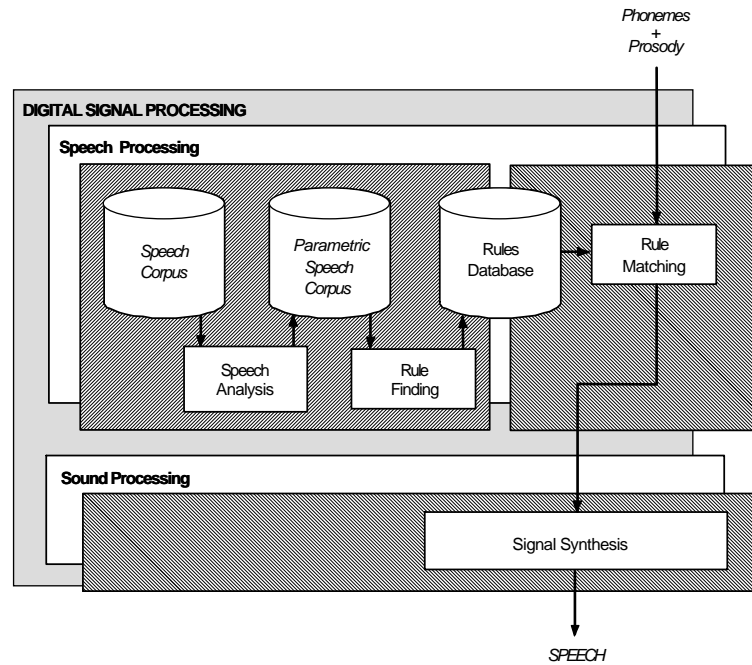 Phonemes
+
Prosody
DIGITAL SIGNAL PROCESSING
Speech Processing
Speech
Corpus
Parametric
Speech
Corpus
Rules
Database
Rule
Matching
Speech
Analysis
Rule
Finding
Sound Processing
Signal Synthesis
SPEECH